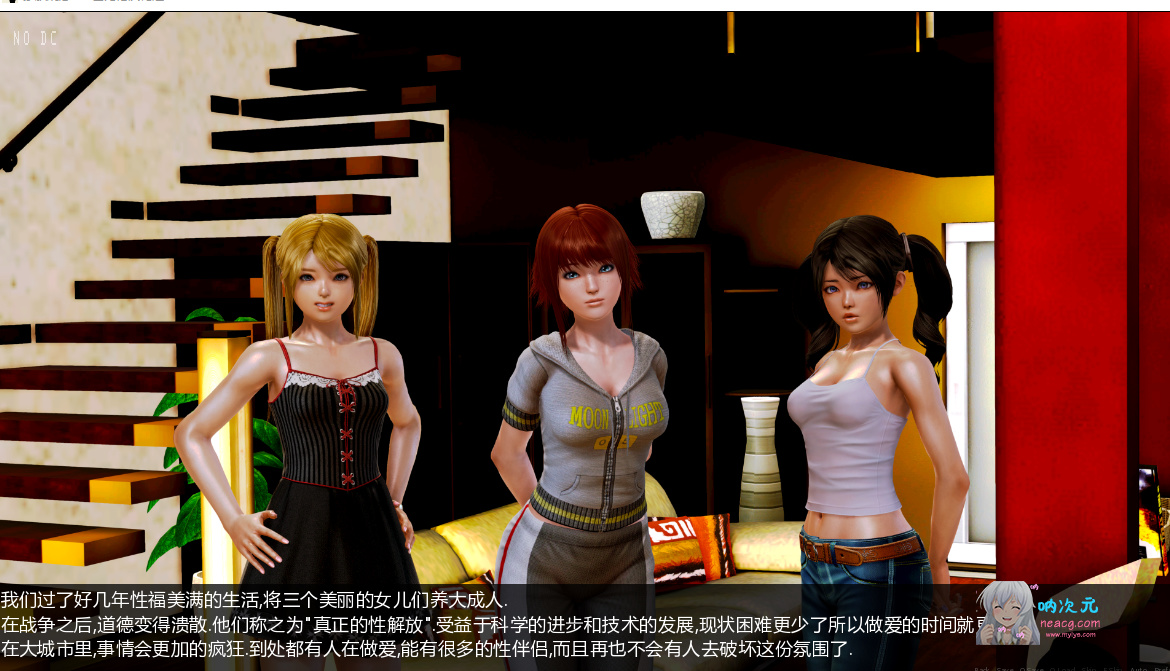 NO DC
MOON LIGHT
我们过了好几年性福美满的生活,将三个美丽的女儿们养大成人.
在战争之后,道德变得溃散.他们称之为"真正的性解放".受益于科学的进步和技术的发展,现状困难更少了所以做爱的时间就
在大城市里,事情会更加的疯狂.到处都有人在做爱,能有很多的性伴侣,而且再也不会有人去破坏这份氛围了.
呐次元
neacg.com
www.myiys.com